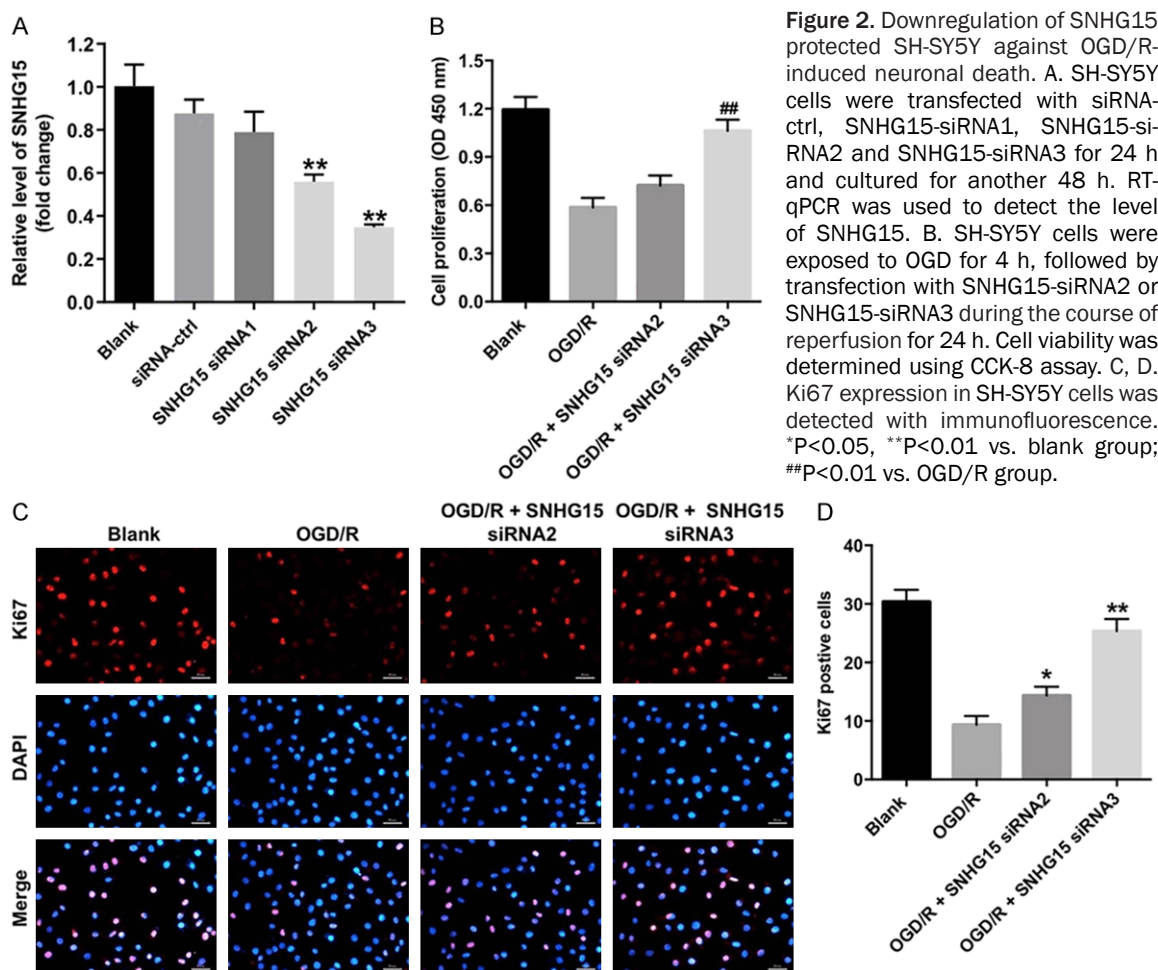 A
Relative level of SNHG15
(fold change)
1.2
1.0
0.8
0.6
0.4
0.2
0.0
**
**
Blank
siRNA-ctrl
SNHG15 siRNA1
SNHG15 siRNA2
SNHG15 siRNA3
B
Cell proliferation (OD 450 nm)
1.5
1.2
0.9
0.6
0.3
0.0
##
Blank
OGD/R
OGD/R + SNHG15 siRNA2
OGD/R + SNHG15 siRNA3
Figure 2. Downregulation of SNHG15
protected SH-SY5Y against OGD/R-
induced neuronal death. A. SH-SY5Y
cells were transfected with siRNA-
ctrl, SNHG15-siRNA1, SNHG15-si-
RNA2 and SNHG15-siRNA3 for 24 h
and cultured for another 48 h. RT-
qPCR was used to detect the level
of SNHG15. B. SH-SY5Y cells were
exposed to OGD for 4 h, followed by
transfection with SNHG15-siRNA2 or
SNHG15-siRNA3 during the course of
reperfusion for 24 h. Cell viability was
determined using CCK-8 assay. C, D.
Ki67 expression in SH-SY5Y cells was
detected with immunofluorescence.
*P<0.05, **P<0.01 vs. blank group;
##P<0.01 vs. OGD/R group.
C
Blank
OGD/R
OGD/R + SNHG15
siRNA2
OGD/R + SNHG15
siRNA3
Ki67
DAPI
Merge
D
Ki67 postive cells
40
30
20
10
0
*
**
Blank
OGD/R
OGD/R + SNHG15 siRNA2
OGD/R + SNHG15 siRNA3